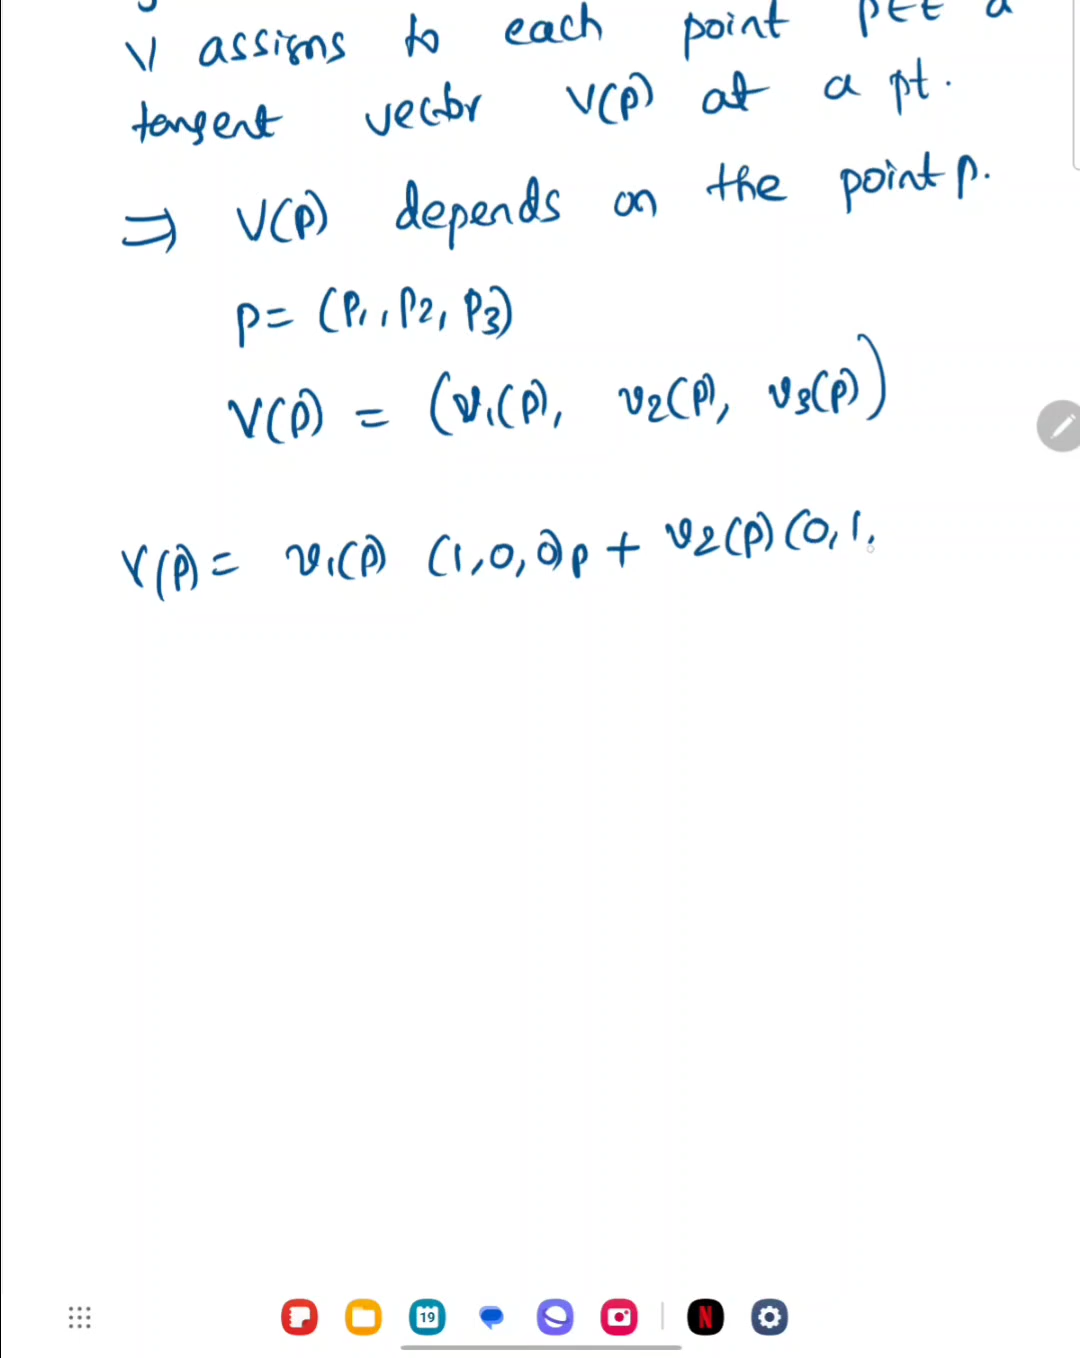 V assigns to each point p∈E a
tangent vector V(p) at a pt.
⇒ V(p) depends on the point p.
p = (p₁, p₂, p₃)
V(p) = (v₁(p), v₂(p), v₃(p))
V(p) = v₁(p) (1,0,0)p + v₂(p) (0,1,
19
N